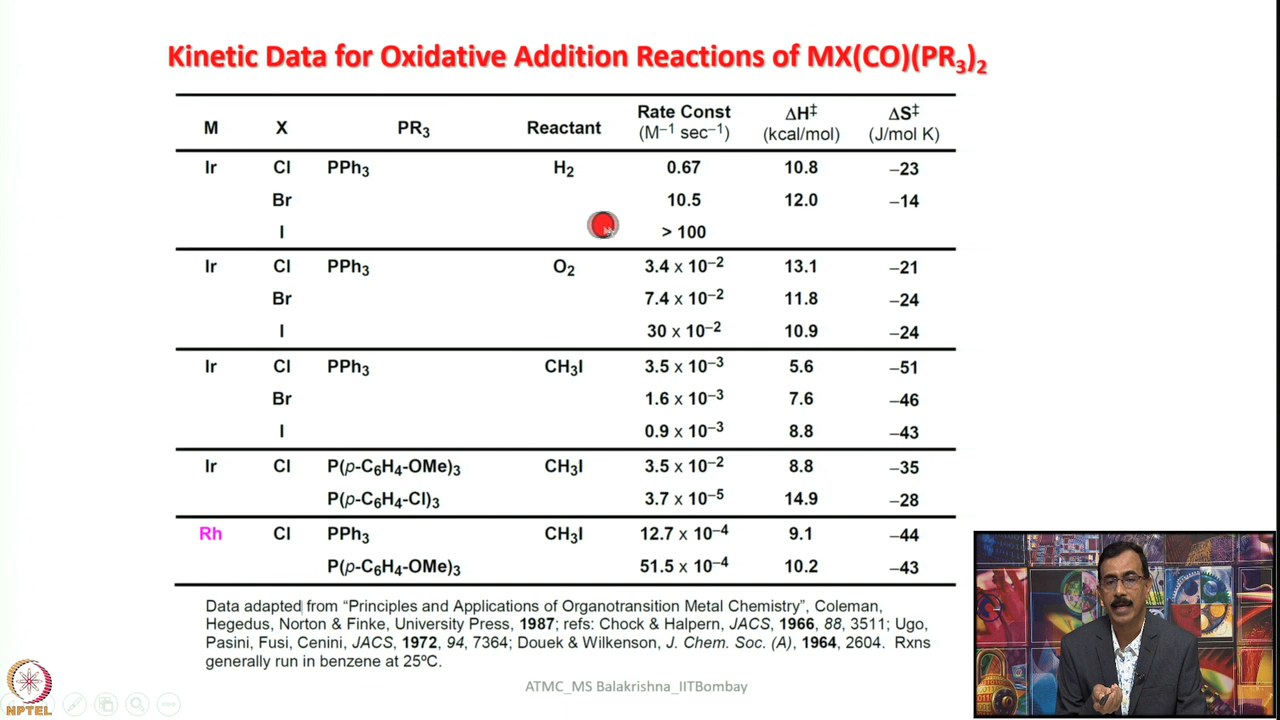 Kinetic Data for Oxidative Addition Reactions of MX(CO)(PR₃)₂
M X PR₃ Reactant Rate Const (M⁻¹ sec⁻¹) ΔH‡ (kcal/mol) ΔS‡ (J/mol K)
Ir Cl PPh₃ H₂ 0.67 10.8 –23
Br 10.5 12.0 –14
I > 100
Ir Cl PPh₃ O₂ 3.4 x 10⁻² 13.1 –21
Br 7.4 x 10⁻² 11.8 –24
I 30 x 10⁻² 10.9 –24
Ir Cl PPh₃ CH₃I 3.5 x 10⁻³ 5.6 –51
Br 1.6 x 10⁻³ 7.6 –46
I 0.9 x 10⁻³ 8.8 –43
Ir Cl P(p-C₆H₄-OMe)₃ CH₃I 3.5 x 10⁻² 8.8 –35
P(p-C₆H₄-Cl)₃ 3.7 x 10⁻⁵ 14.9 –28
Rh Cl PPh₃ CH₃I 12.7 x 10⁻⁴ 9.1 –44
P(p-C₆H₄-OMe)₃ 51.5 x 10⁻⁴ 10.2 –43
Data adapted from “Principles and Applications of Organotransition Metal Chemistry”, Coleman,
Hegedus, Norton & Finke, University Press, 1987; refs: Chock & Halpern, JACS, 1966, 88, 3511; Ugo,
Pasini, Fusi, Cenini, JACS, 1972, 94, 7364; Douek & Wilkenson, J. Chem. Soc. (A), 1964, 2604. Rxns
generally run in benzene at 25ºC.
ATMC_MS Balakrishna_IITBombay
NPTEL